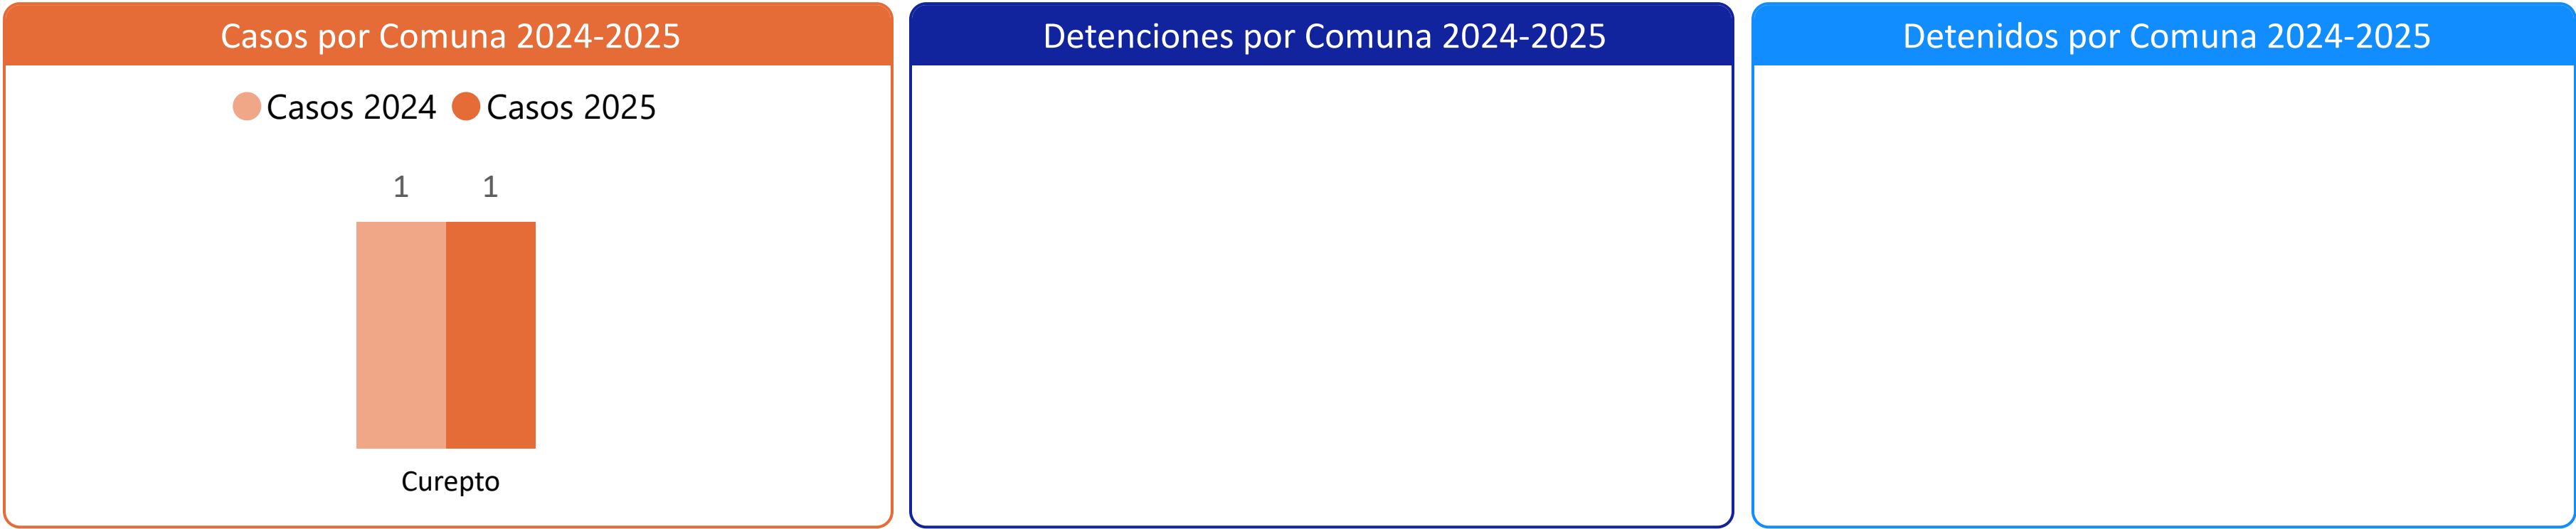 Casos por Comuna 2024-2025
Casos 2024 Casos 2025
1 1
Curepto
Detenciones por Comuna 2024-2025
Detenidos por Comuna 2024-2025